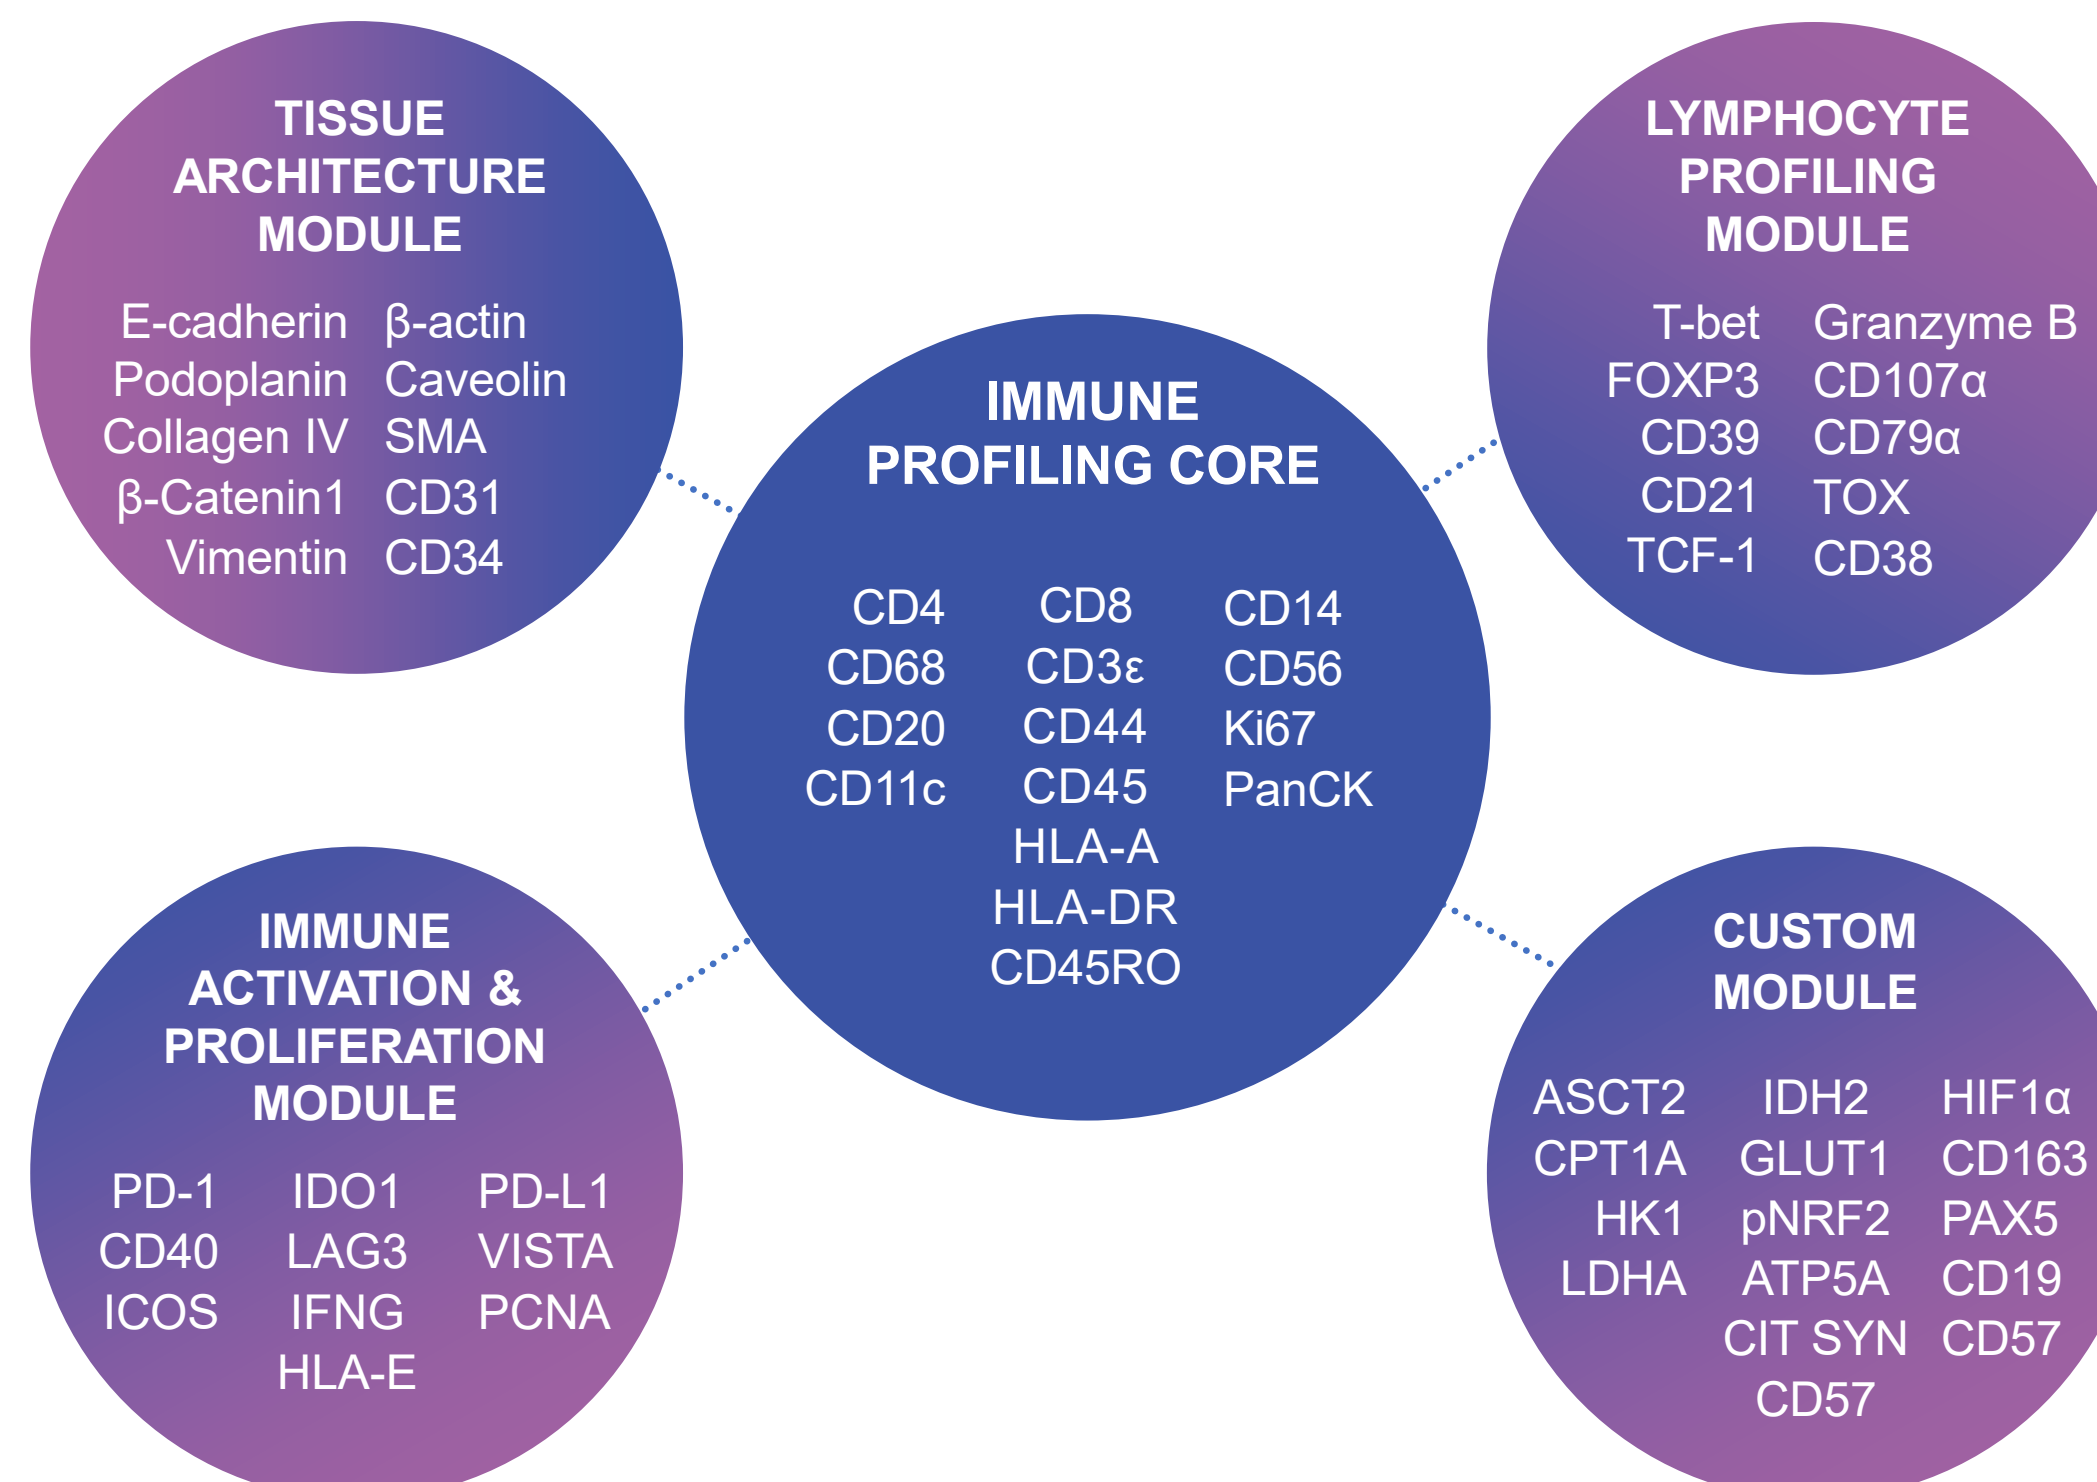 TISSUE
ARCHITECTURE
MODULE
E-cadherin β-actin
Podoplanin Caveolin
Collagen IV SMA
β-Catenin1 CD31
Vimentin CD34
LYMPHOCYTE
PROFILING
MODULE
T-bet Granzyme B
FOXP3 CD107α
CD39 CD79α
CD21 TOX
TCF-1 CD38
IMMUNE
PROFILING CORE
CD4 CD8 CD14
CD68 CD3ε CD56
CD20 CD44 Ki67
CD11c CD45 PanCK
HLA-A
HLA-DR
CD45RO
IMMUNE
ACTIVATION &
PROLIFERATION
MODULE
PD-1 IDO1 PD-L1
CD40 LAG3 VISTA
ICOS IFNG PCNA
HLA-E
CUSTOM
MODULE
ASCT2 IDH2 HIF1α
CPT1A GLUT1 CD163
HK1 pNRF2 PAX5
LDHA ATP5A CD19
CIT SYN CD57
CD57